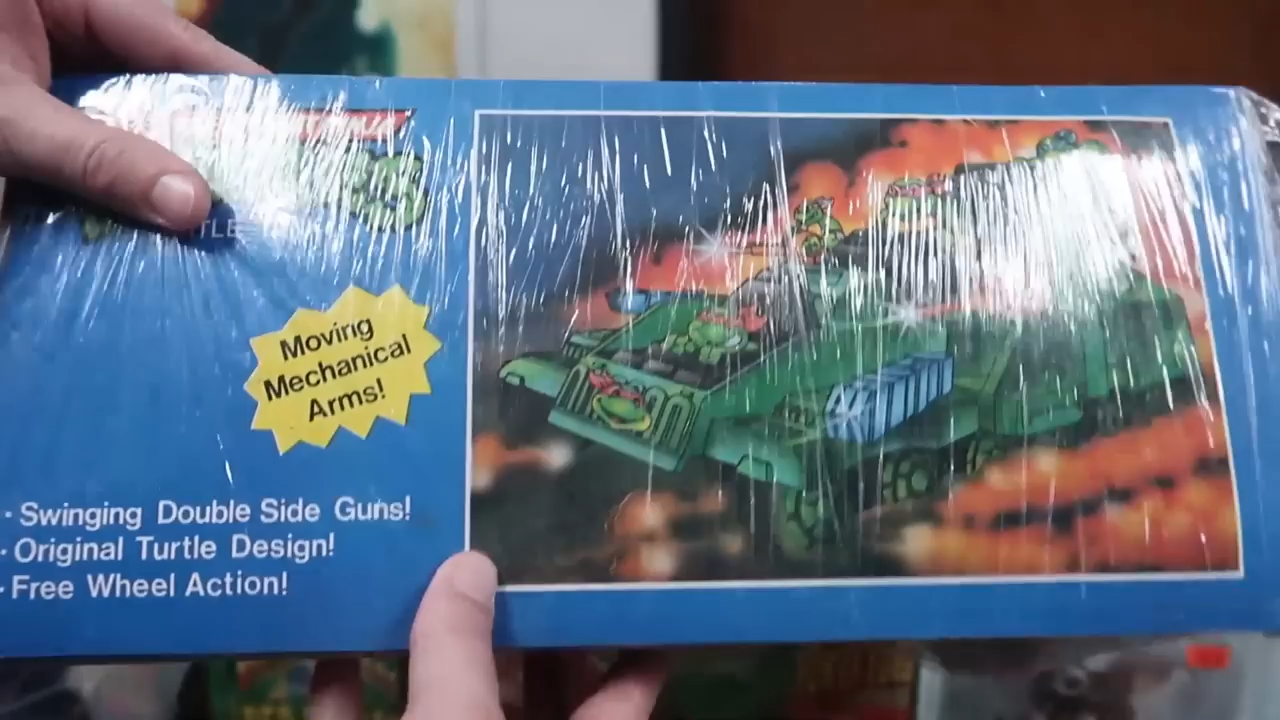 Moving
Mechanical
Arms!
· Swinging Double Side Guns!
· Original Turtle Design!
· Free Wheel Action!